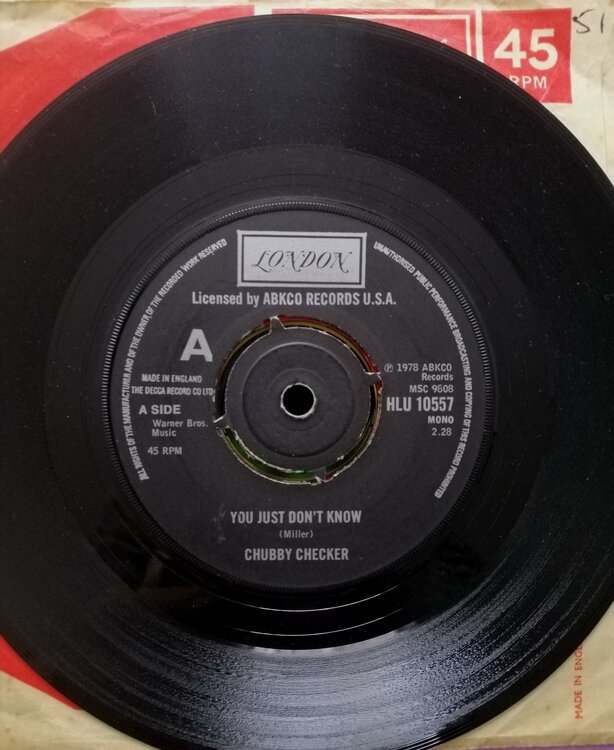 45
RPM
51
LONDON
Licensed by ABKCO RECORDS U.S.A.
ALL RIGHTS OF THE MANUFACTURER AND OF THE OWNER OF THE RECORDED WORK RESERVED
UNAUTHORISED PUBLIC PERFORMANCE BROADCASTING AND COPYING OF THIS RECORD PROHIBITED
A
MADE IN ENGLAND
THE DECCA RECORD CO LTD
A SIDE
Warner Bros.
Music
45 RPM
℗ 1978 ABKCO
Records
MSC 9608
HLU 10557
MONO
2.28
YOU JUST DON'T KNOW
(Miller)
CHUBBY CHECKER
MADE IN ENG